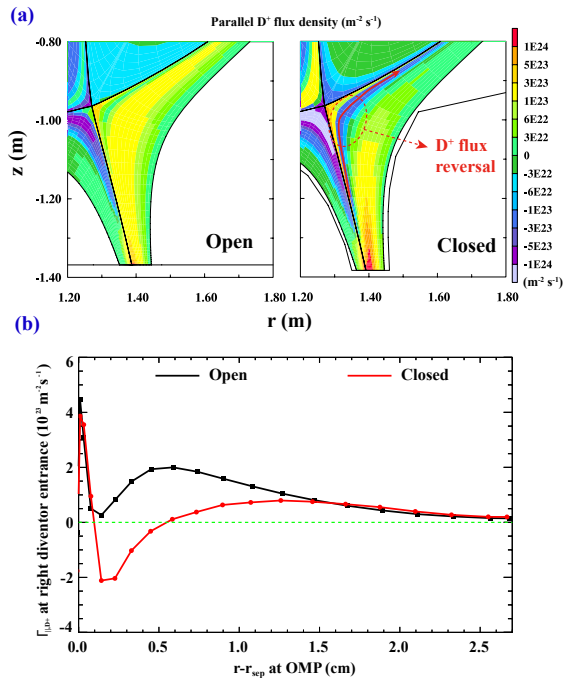 (a)
Parallel D⁺ flux density (m⁻² s⁻¹)
-0.80
-1.00
-1.20
-1.40
z (m)
Open
1.20 1.40 1.60 1.80
D⁺ flux
reversal
Closed
1.20 1.40 1.60 1.80
r (m)
1E24
5E23
3E23
1E23
6E22
3E22
0
-3E22
-6E22
-1E23
-3E23
-5E23
-1E24
(m⁻² s⁻¹)
(b)
6
4
2
0
-2
-4
Γ||,D+ at right diventor entrance (10²³ m⁻² s⁻¹)
Open
Closed
0.0 0.5 1.0 1.5 2.0 2.5
r-rsep at OMP (cm)